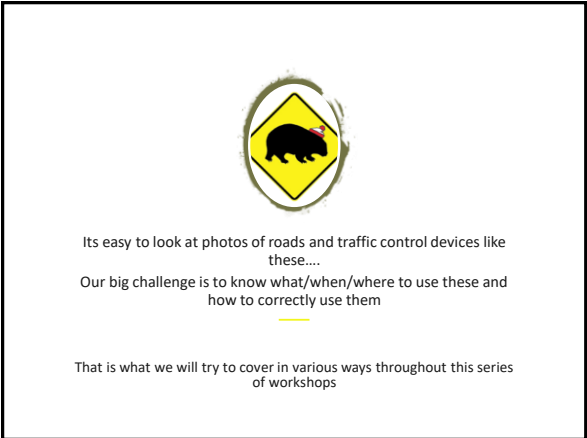 Its easy to look at photos of roads and traffic control devices like
these....
Our big challenge is to know what/when/where to use these and
how to correctly use them
That is what we will try to cover in various ways throughout this series
of workshops